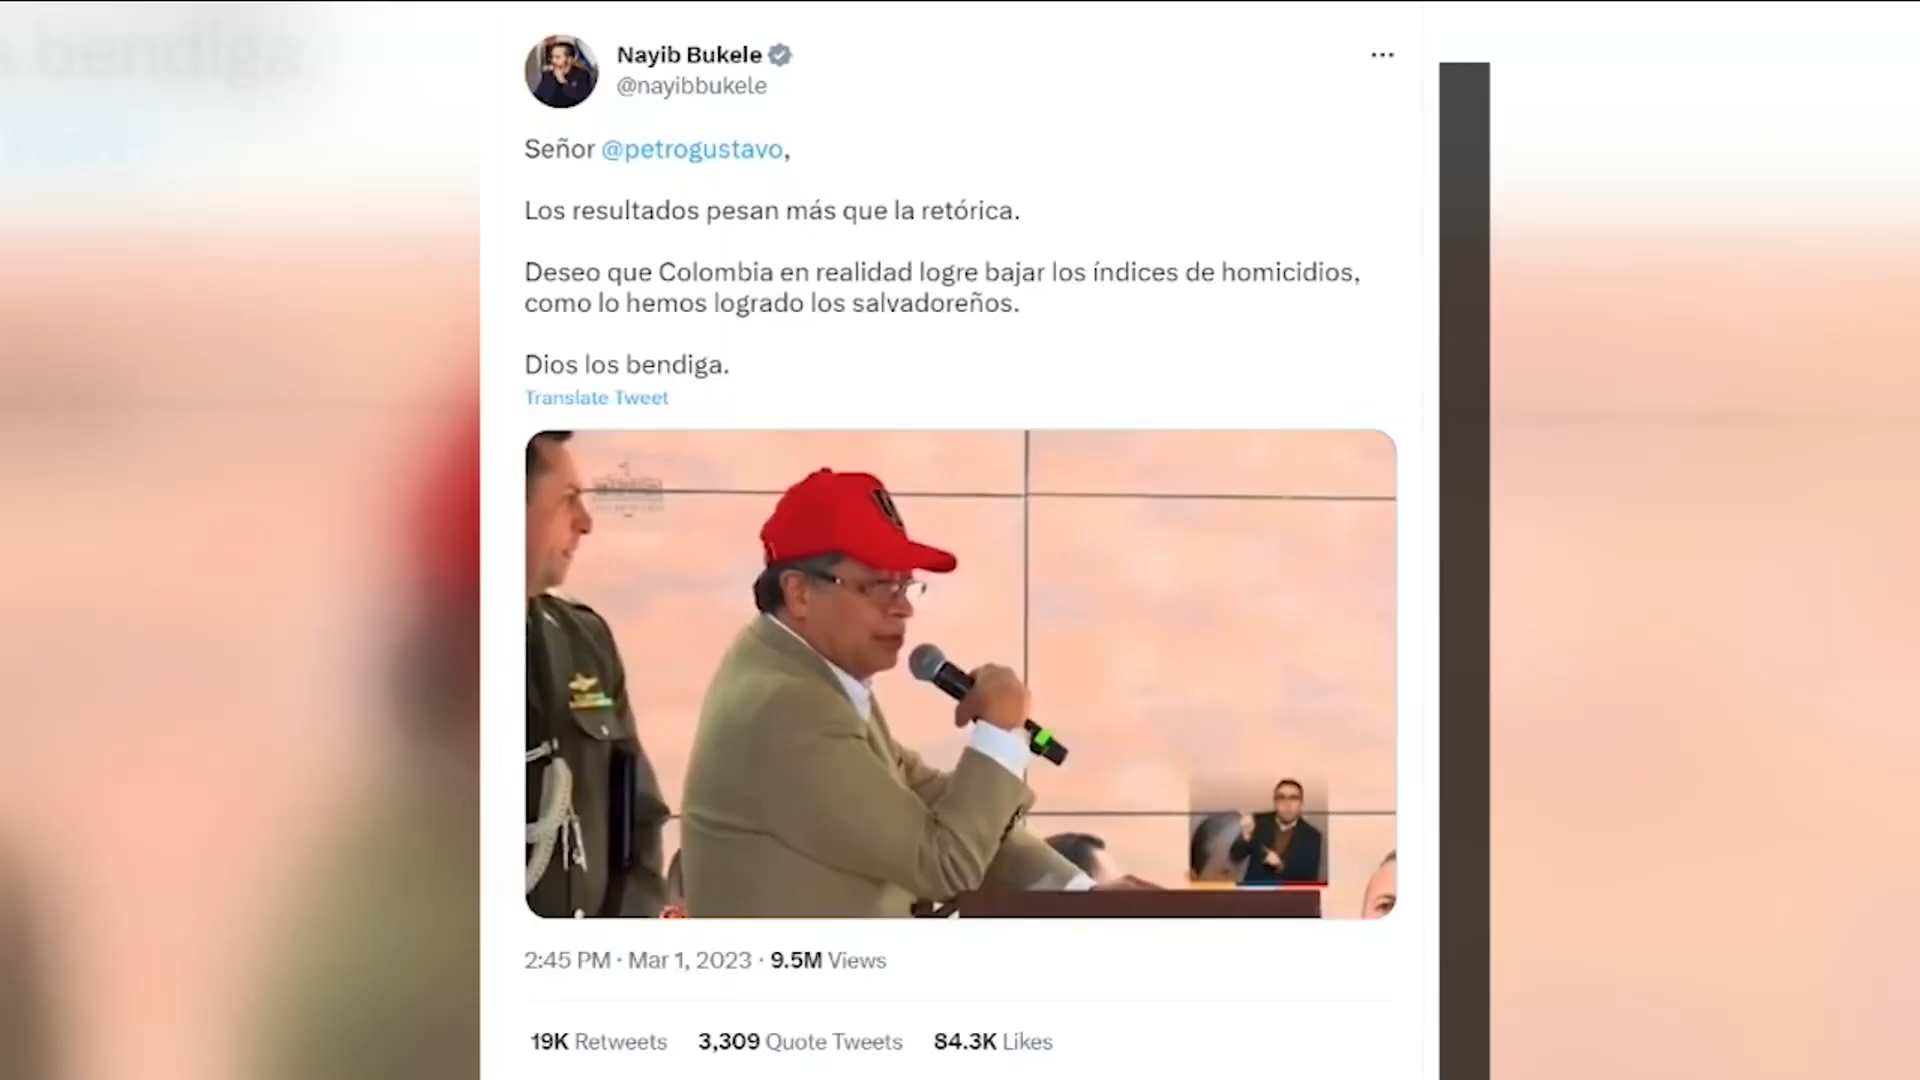 s bendiga.
Nayib Bukele
@nayibbukele
Señor @petrogustavo,
Los resultados pesan más que la retórica.
Deseo que Colombia en realidad logre bajar los índices de homicidios,
como lo hemos logrado los salvadoreños.
Dios los bendiga.
Translate Tweet
2:45 PM · Mar 1, 2023 · 9.5M Views
19K Retweets 3,309 Quote Tweets 84.3K Likes